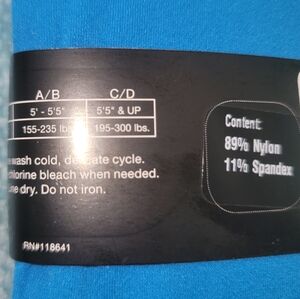 A/B C/D
5' - 5'5" 5'5" & UP
155-235 lbs. 195-300 lbs.
wash cold, delicate cycle.
chlorine bleach when needed.
dry. Do not iron.
RN#118641
Content:
89% Nylon
11% Spandex